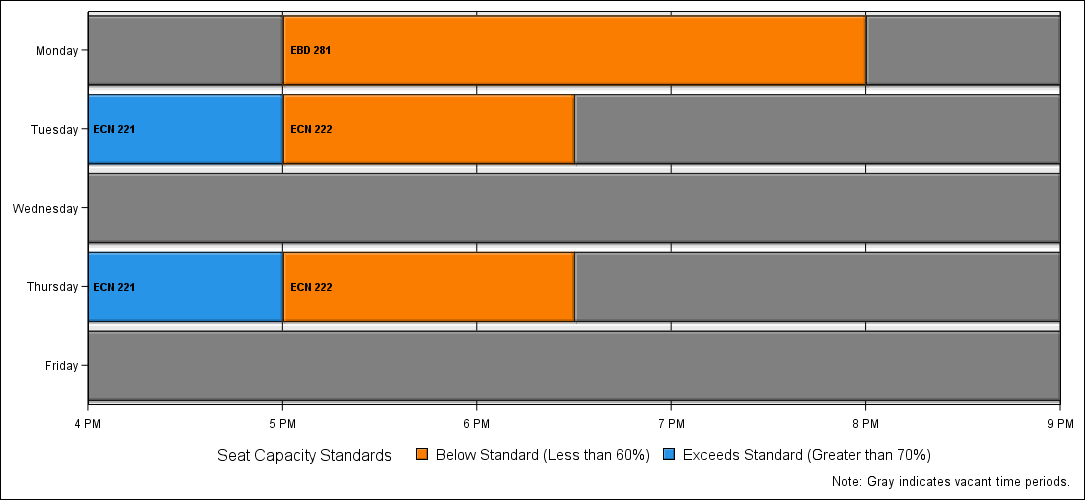 Monday
EBD 281
Tuesday
ECN 221
ECN 222
Wednesday
Thursday
ECN 221
ECN 222
Friday
4 PM 5 PM 6 PM 7 PM 8 PM 9 PM
Seat Capacity Standards Below Standard (Less than 60%) Exceeds Standard (Greater than 70%)
Note: Gray indicates vacant time periods.